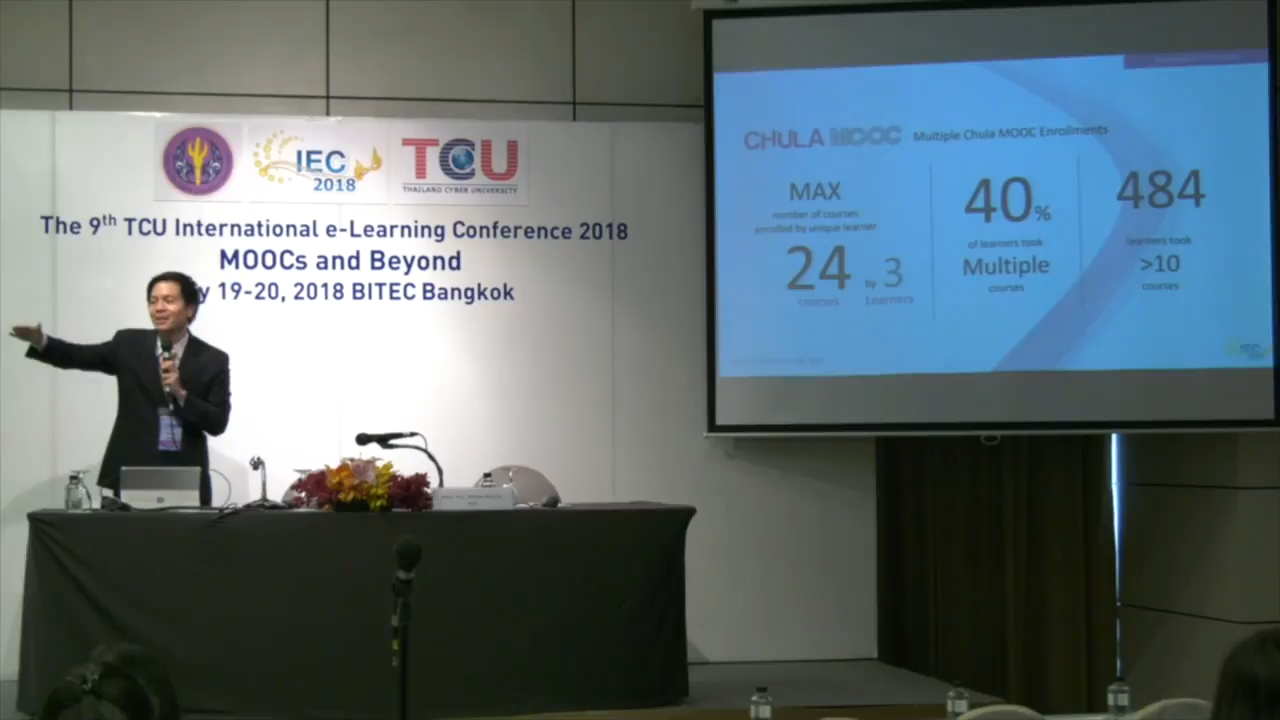 IEC
2018
TCU
THAILAND CYBER UNIVERSITY
The 9th TCU International e-Learning Conference 2018
MOOCs and Beyond
y 19-20, 2018 BITEC Bangkok
CHULA MOOC Multiple Chula MOOC Enrollments
MAX
number of courses
enrolled by unique learner
24 by 3
courses Learners
40%
of learners took
Multiple
courses
484
learners took
>10
courses
IEC